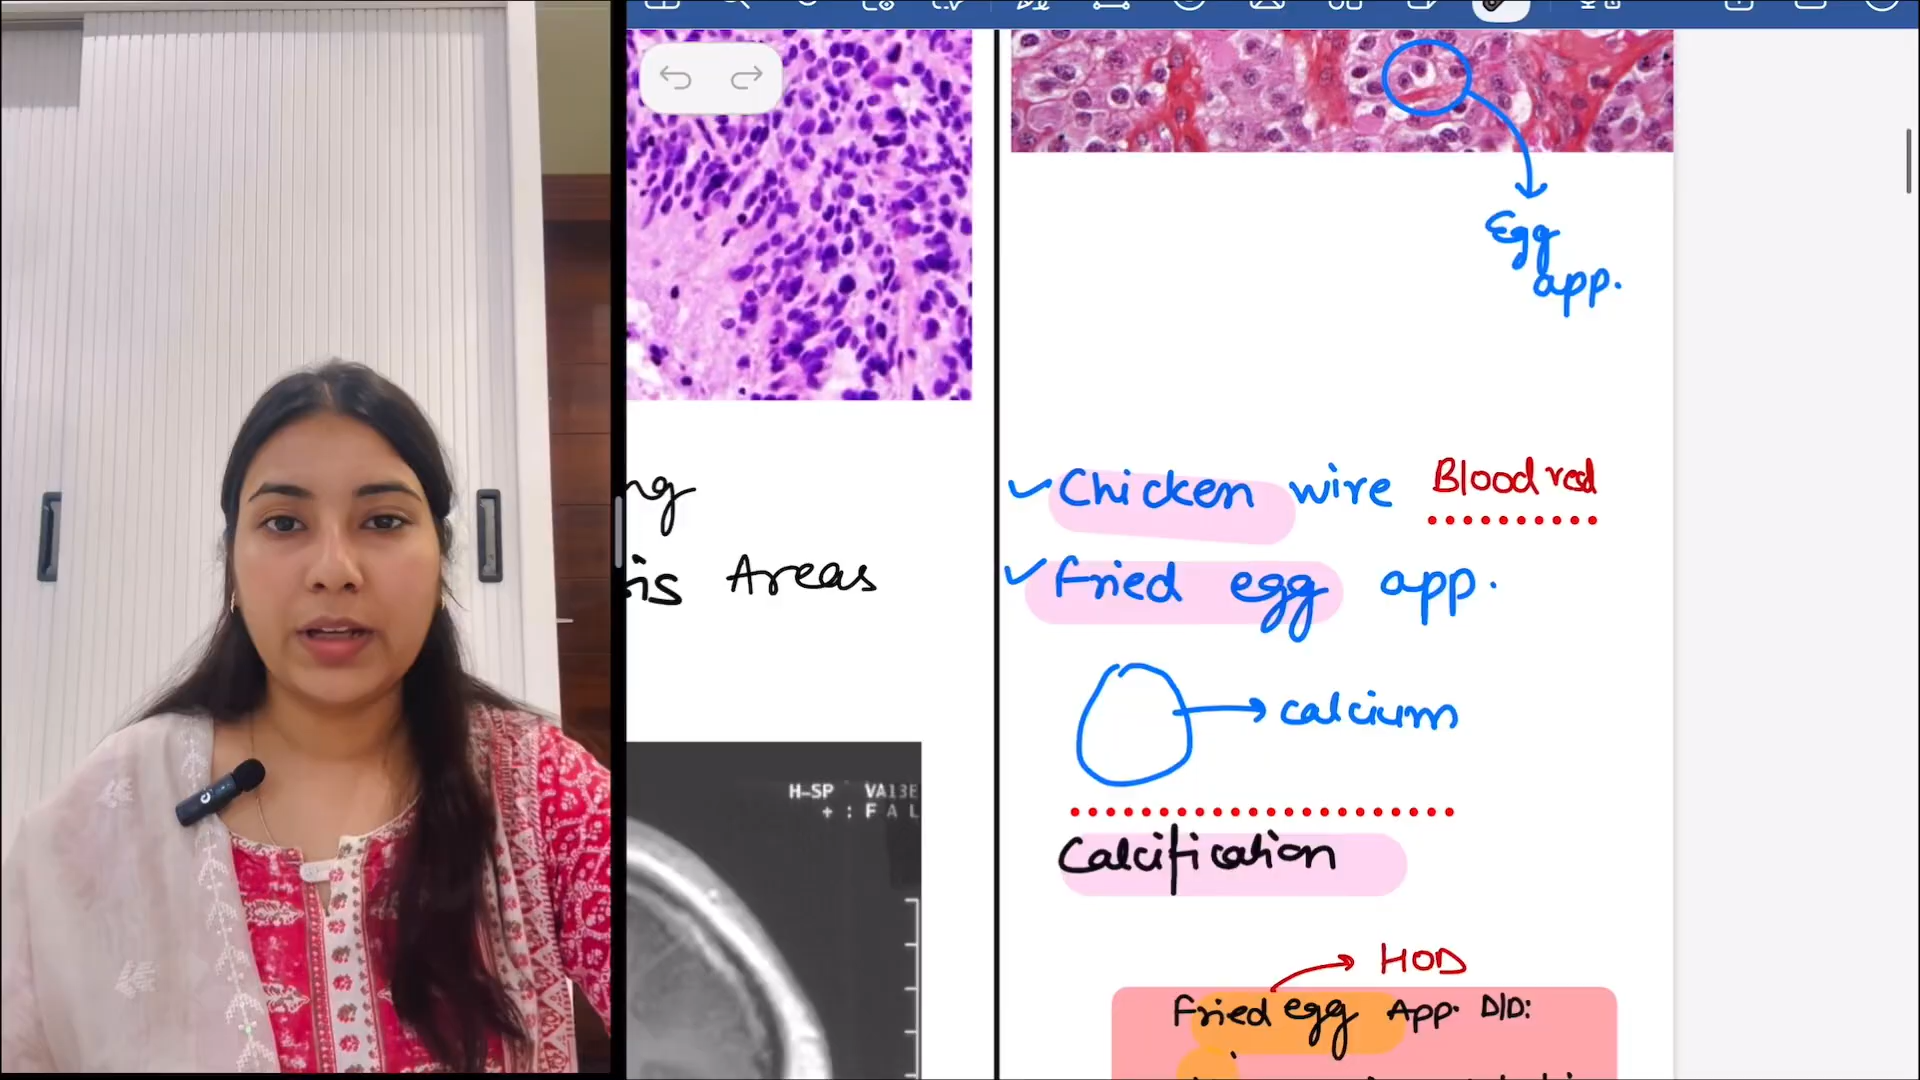 Egg
app.
ng
is Areas
H-SP VA13E
+ : F A L
✓ Chicken wire Blood red
✓ Fried egg app.
calcium
Calcification
HOD
Fried egg App. D/D: